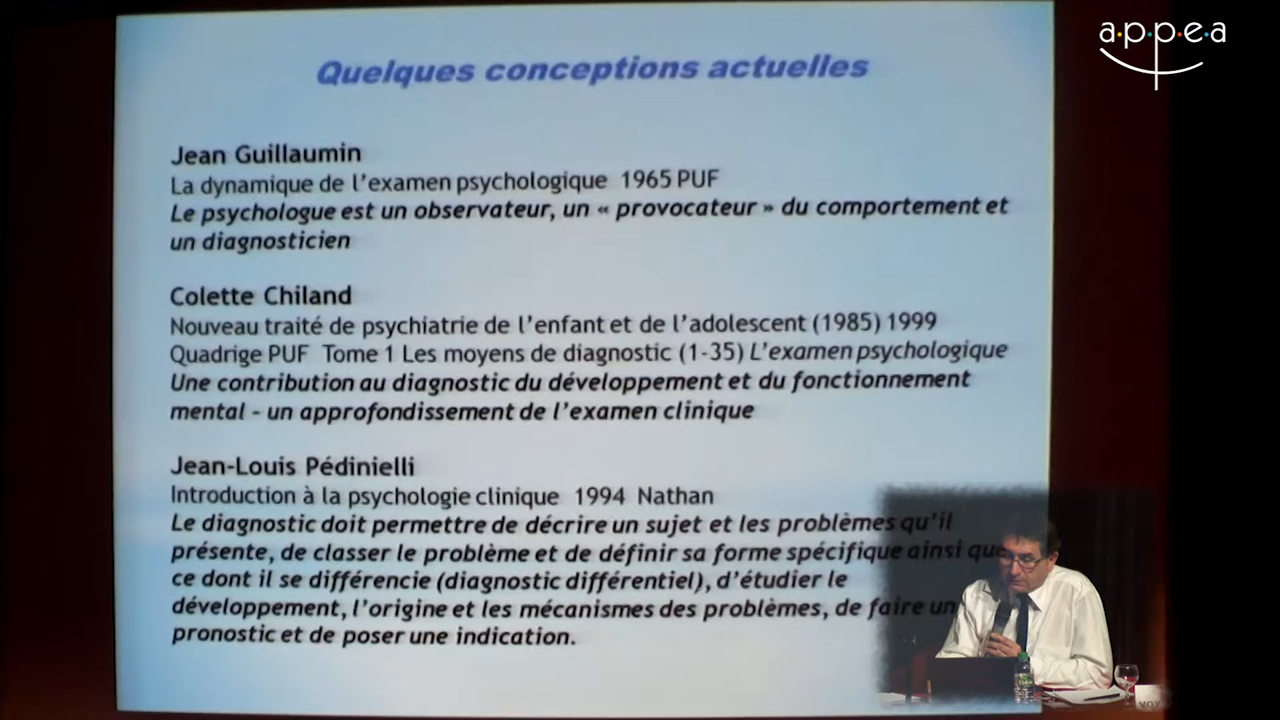 a·p·p·e·a
Quelques conceptions actuelles
Jean Guillaumin
La dynamique de l'examen psychologique 1965 PUF
Le psychologue est un observateur, un « provocateur » du comportement et
un diagnosticien
Colette Chiland
Nouveau traité de psychiatrie de l'enfant et de l'adolescent (1985) 1999
Quadrige PUF Tome 1 Les moyens de diagnostic (1-35) L'examen psychologique
Une contribution au diagnostic du développement et du fonctionnement
mental - un approfondissement de l'examen clinique
Jean-Louis Pédinielli
Introduction à la psychologie clinique 1994 Nathan
Le diagnostic doit permettre de décrire un sujet et les problèmes qu'il
présente, de classer le problème et de définir sa forme spécifique ainsi que
ce dont il se différencie (diagnostic différentiel), d'étudier le
développement, l'origine et les mécanismes des problèmes, de faire un
pronostic et de poser une indication.